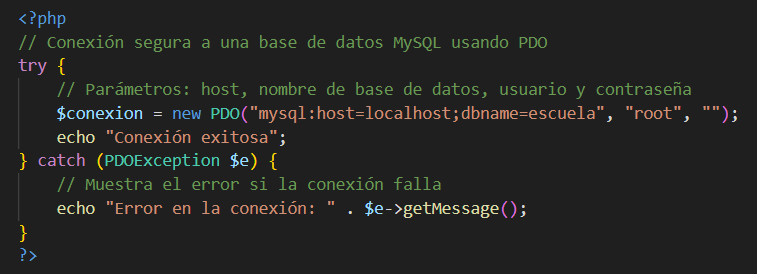 <?php
// Conexión segura a una base de datos MySQL usando PDO
try {
    // Parámetros: host, nombre de base de datos, usuario y contraseña
    $conexion = new PDO("mysql:host=localhost;dbname=escuela", "root", "");
    echo "Conexión exitosa";
} catch (PDOException $e) {
    // Muestra el error si la conexión falla
    echo "Error en la conexión: " . $e->getMessage();
}
?>